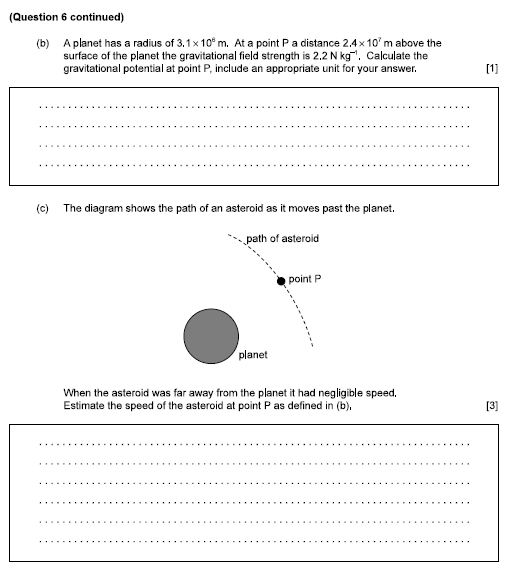 (Question 6 continued)
(b) A planet has a radius of 3.1 × 10⁶ m. At a point P a distance 2.4 × 10⁷ m above the
surface of the planet the gravitational field strength is 2.2 N kg⁻¹. Calculate the
gravitational potential at point P, include an appropriate unit for your answer. [1]
(c) The diagram shows the path of an asteroid as it moves past the planet.
path of asteroid
point P
planet
When the asteroid was far away from the planet it had negligible speed.
Estimate the speed of the asteroid at point P as defined in (b). [3]